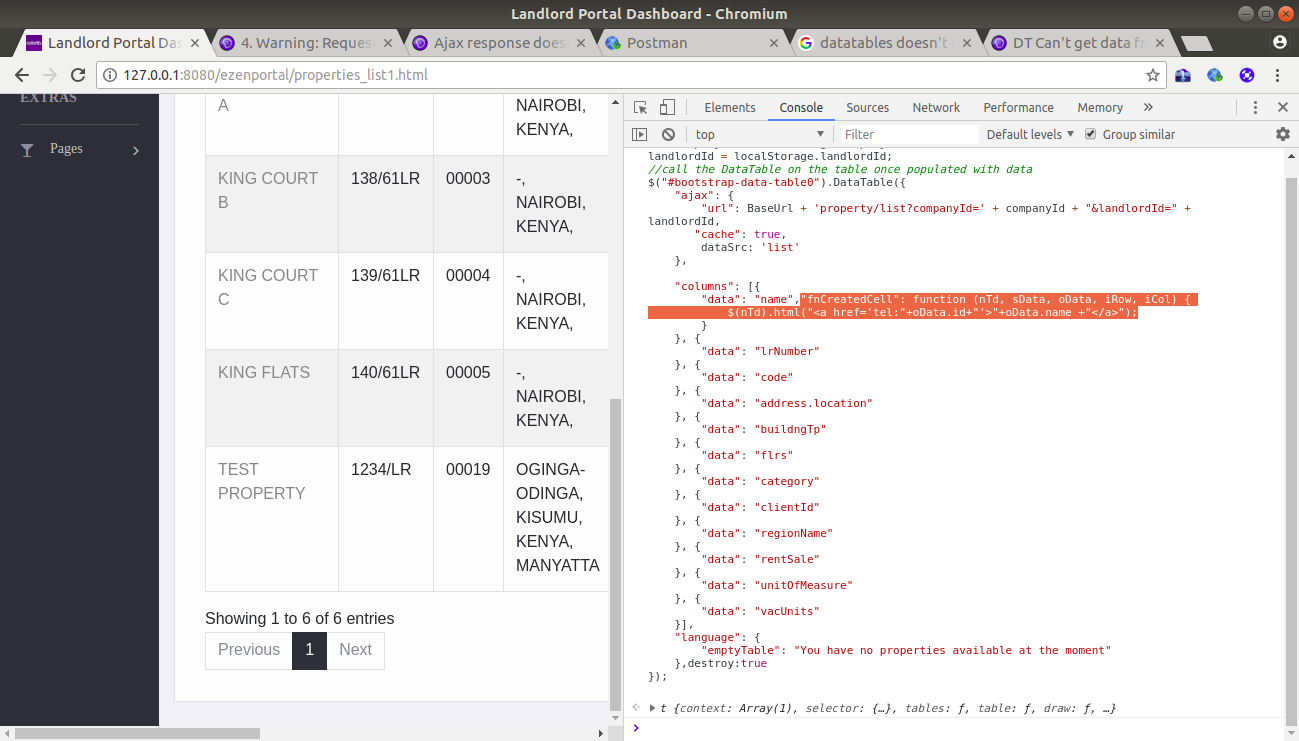 Landlord Portal Dashboard - Chromium
Landlord Portal Das
4. Warning: Reques
Ajax response does
Postman
datatables doesn't
DT Can't get data fr
127.0.0.1:8080/ezenportal/properties_list1.html
EXTRAS
Pages
A
NAIROBI,
KENYA,
KING COURT B
138/61LR
00003
-,
NAIROBI,
KENYA,
KING COURT C
139/61LR
00004
-,
NAIROBI,
KENYA,
KING FLATS
140/61LR
00005
-,
NAIROBI,
KENYA,
TEST PROPERTY
1234/LR
00019
OGINGA-
ODINGA,
KISUMU,
KENYA,
MANYATTA
Showing 1 to 6 of 6 entries
Previous 1 Next
Elements Console Sources Network Performance Memory »
top Filter Default levels Group similar
landlordId = localStorage.landlordId;
//call the DataTable on the table once populated with data
$("#bootstrap-data-table0").DataTable({
"ajax": {
"url": BaseUrl + 'property/list?companyId=' + companyId + "&landlordId=" +
landlordId,
"cache": true,
dataSrc: 'list'
},
"columns": [{
"data": "name","fnCreatedCell": function (nTd, sData, oData, iRow, iCol) {
$(nTd).html("<a href='tel:"+oData.id+"'>"+oData.name +"</a>");
}
}, {
"data": "lrNumber"
}, {
"data": "code"
}, {
"data": "address.location"
}, {
"data": "buildngTp"
}, {
"data": "flrs"
}, {
"data": "category"
}, {
"data": "clientId"
}, {
"data": "regionName"
}, {
"data": "rentSale"
}, {
"data": "unitOfMeasure"
}, {
"data": "vacUnits"
}],
"language": {
"emptyTable": "You have no properties available at the moment"
},destroy:true
});
t {context: Array(1), selector: {…}, tables: ƒ, table: ƒ, draw: ƒ, …}